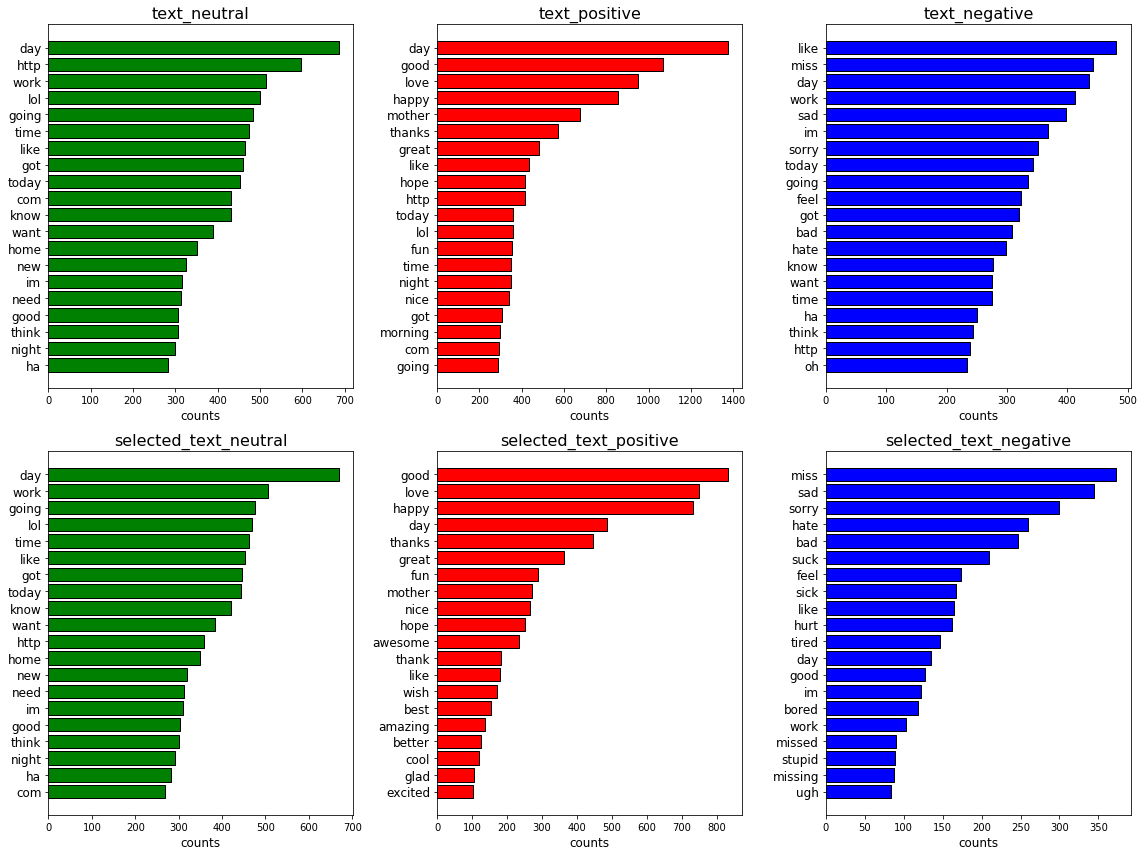 text_neutral
day
http
work
lol
going
time
like
got
today
com
know
want
home
new
im
need
good
think
night
ha
0 100 200 300 400 500 600 700
counts
text_positive
day
good
love
happy
mother
thanks
great
like
hope
http
today
lol
fun
time
night
nice
got
morning
com
going
0 200 400 600 800 1000 1200 1400
counts
text_negative
like
miss
day
work
sad
im
sorry
today
going
feel
got
bad
hate
know
want
time
ha
think
http
oh
0 100 200 300 400 500
counts
selected_text_neutral
day
work
going
lol
time
like
got
today
know
want
http
home
new
need
im
good
think
night
ha
com
0 100 200 300 400 500 600 700
counts
selected_text_positive
good
love
happy
day
thanks
great
fun
mother
nice
hope
awesome
thank
like
wish
best
amazing
better
cool
glad
excited
0 100 200 300 400 500 600 700 800
counts
selected_text_negative
miss
sad
sorry
hate
bad
suck
feel
sick
like
hurt
tired
day
good
im
bored
work
missed
stupid
missing
ugh
0 50 100 150 200 250 300 350
counts